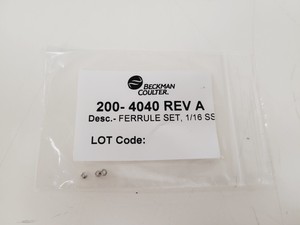 BECKMAN
COULTER.
200- 4040 REV A
Desc.- FERRULE SET, 1/16 SS
LOT Code: